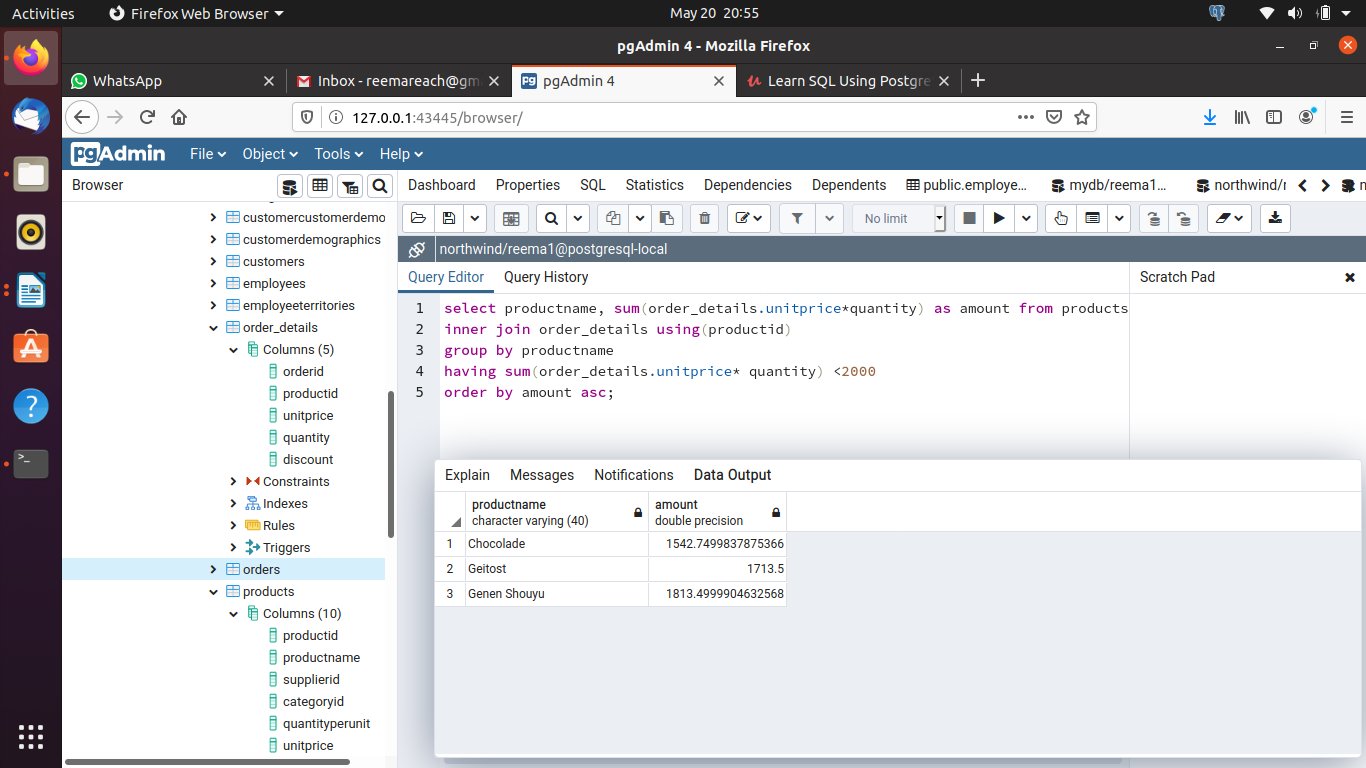 Activities Firefox Web Browser May 20 20:55
pgAdmin 4 - Mozilla Firefox
WhatsApp Inbox - reemareach@gm pgAdmin 4 Learn SQL Using Postgre
127.0.0.1:43445/browser/
pgAdmin File Object Tools Help
Browser Dashboard Properties SQL Statistics Dependencies Dependents public.employe... mydb/reema1... northwind/r
No limit
northwind/reema1@postgresql-local
Query Editor Query History Scratch Pad
customercustomerdemo
customerdemographics
customers
employees
employeeterritories
order_details
Columns (5)
orderid
productid
unitprice
quantity
discount
Constraints
Indexes
Rules
Triggers
orders
products
Columns (10)
productid
productname
supplierid
categoryid
quantityperunit
unitprice
1 select productname, sum(order_details.unitprice*quantity) as amount from products
2 inner join order_details using(productid)
3 group by productname
4 having sum(order_details.unitprice* quantity) <2000
5 order by amount asc;
Explain Messages Notifications Data Output
productname amount
character varying (40) double precision
1 Chocolade 1542.7499837875366
2 Geitost 1713.5
3 Genen Shouyu 1813.4999904632568